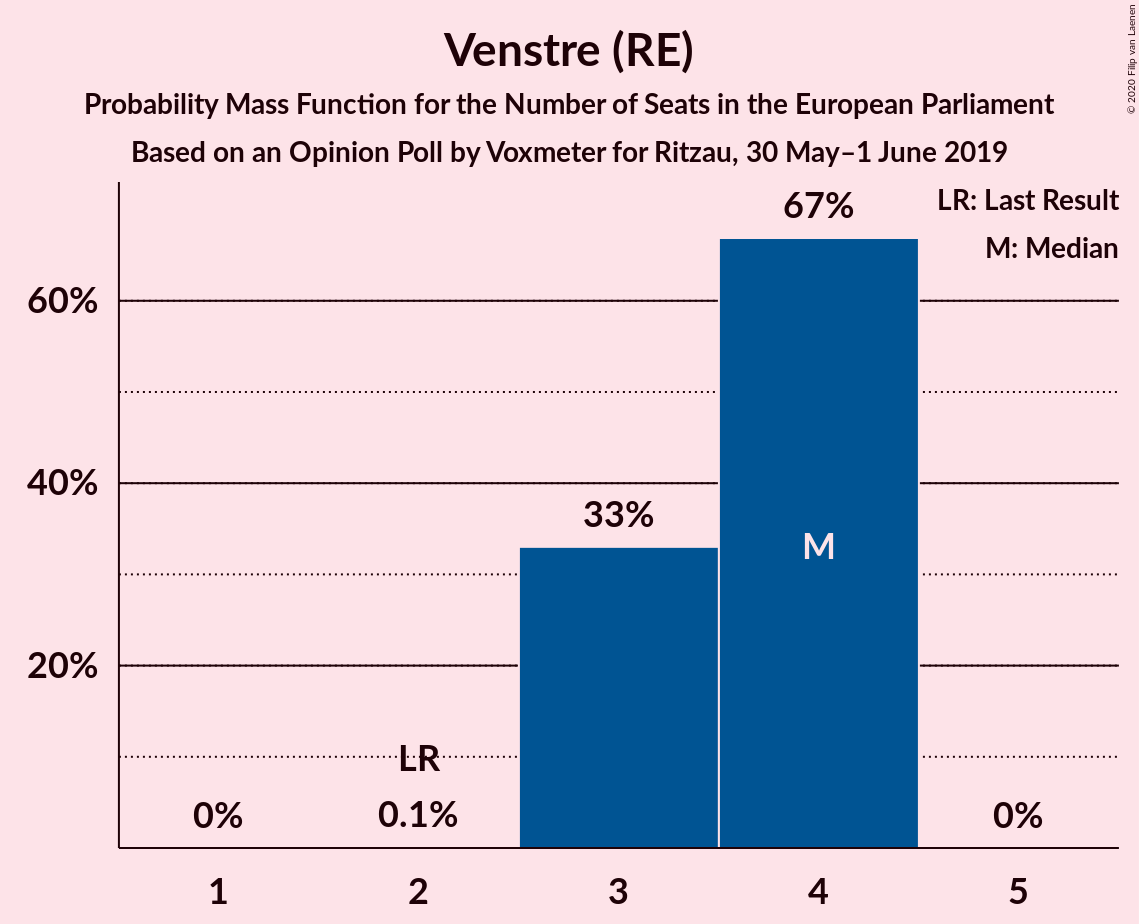 Venstre (RE)
Probability Mass Function for the Number of Seats in the European Parliament
Based on an Opinion Poll by Voxmeter for Ritzau, 30 May–1 June 2019
© 2020 Filip van Laenen
LR: Last Result
M: Median
67%
60%
40%
33%
M
20%
LR
0%
0.1%
0%
1
2
3
4
5